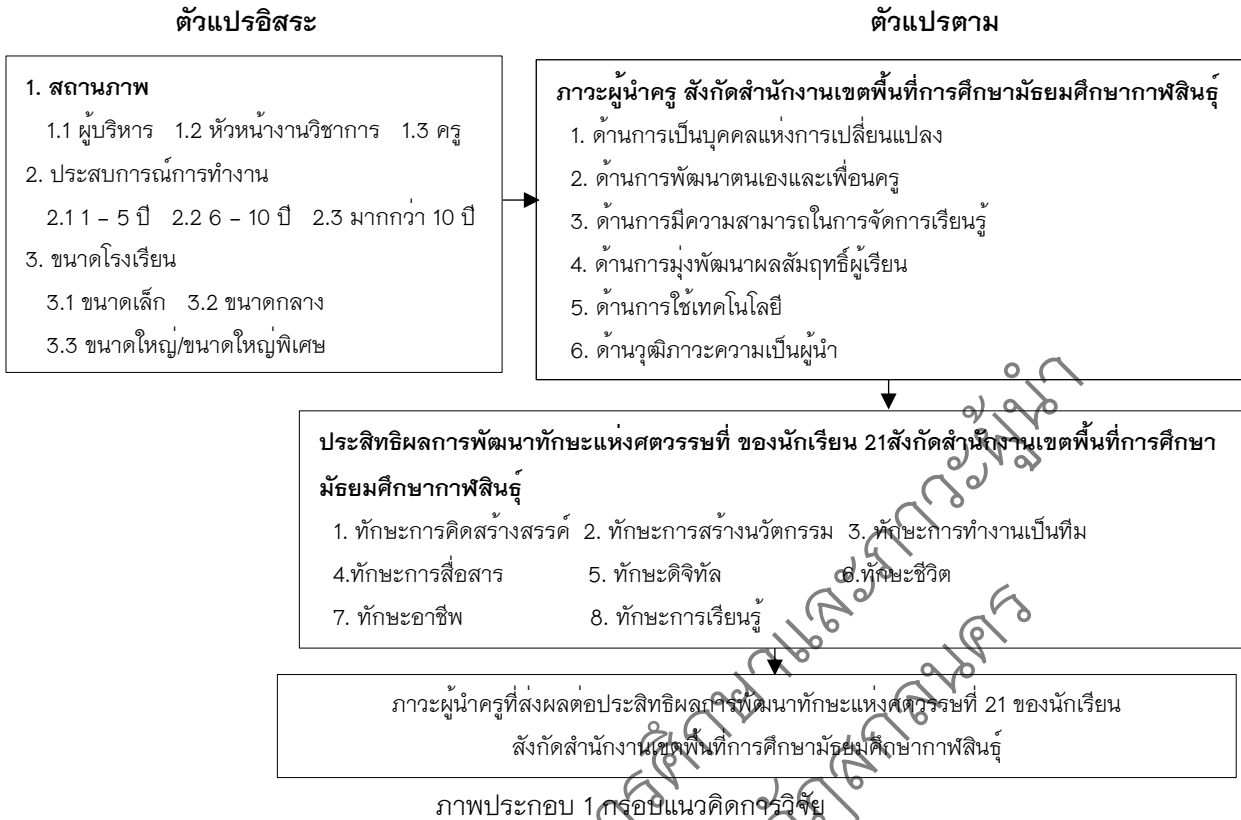 ตัวแปรอิสระ
ตัวแปรตาม
1. สถานภาพ
1.1 ผู้บริหาร 1.2 หัวหน้างานวิชาการ 1.3 ครู
2. ประสบการณ์การทำงาน
2.1 1 – 5 ปี 2.2 6 – 10 ปี 2.3 มากกว่า 10 ปี
3. ขนาดโรงเรียน
3.1 ขนาดเล็ก 3.2 ขนาดกลาง
3.3 ขนาดใหญ่/ขนาดใหญ่พิเศษ
ภาวะผู้นำครู สังกัดสำนักงานเขตพื้นที่การศึกษามัธยมศึกษากาฬสินธุ์
1. ด้านการเป็นบุคคลแห่งการเปลี่ยนแปลง
2. ด้านการพัฒนาตนเองและเพื่อนครู
3. ด้านการมีความสามารถในการจัดการเรียนรู้
4. ด้านการมุ่งพัฒนาผลสัมฤทธิ์ผู้เรียน
5. ด้านการใช้เทคโนโลยี
6. ด้านวุฒิภาวะความเป็นผู้นำ
ประสิทธิผลการพัฒนาทักษะแห่งศตวรรษที่ ของนักเรียน 21สังกัดสำนักงานเขตพื้นที่การศึกษา
มัธยมศึกษากาฬสินธุ์
1. ทักษะการคิดสร้างสรรค์ 2. ทักษะการสร้างนวัตกรรม 3. ทักษะการทำงานเป็นทีม
4.ทักษะการสื่อสาร 5. ทักษะดิจิทัล 6.ทักษะชีวิต
7. ทักษะอาชีพ 8. ทักษะการเรียนรู้
ภาวะผู้นำครูที่ส่งผลต่อประสิทธิผลการพัฒนาทักษะแห่งศตวรรษที่ 21 ของนักเรียน
สังกัดสำนักงานเขตพื้นที่การศึกษามัธยมศึกษากาฬสินธุ์
ภาพประกอบ 1 กรอบแนวคิดการวิจัย